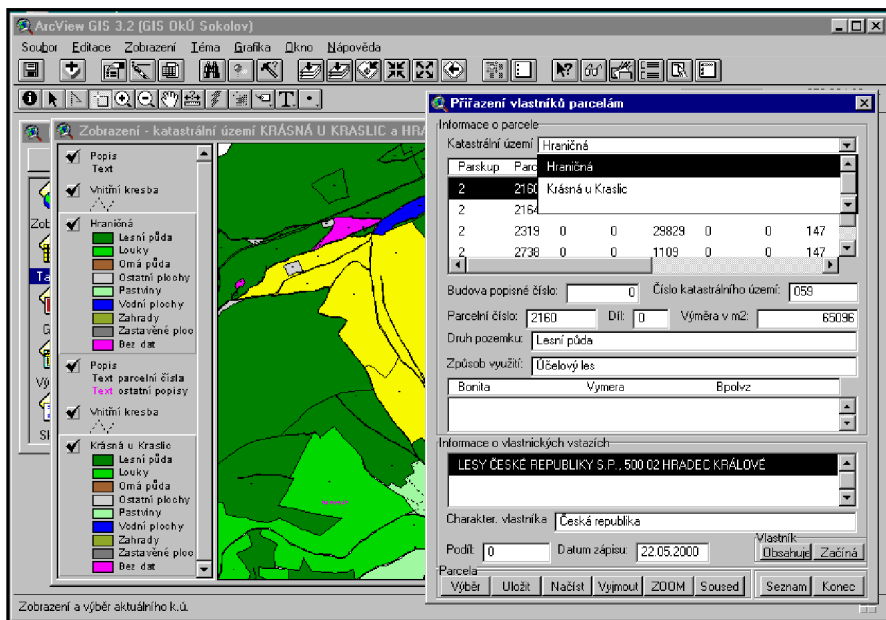 ArcView GIS 3.2 (GIS OkÚ Sokolov)
Soubor Editace Zobrazení Téma Grafika Okno Nápověda
Zobrazení - katastrální území KRÁSNÁ U KRASLIC a HRA
Popis
Text
Vnitřní kresba
Hraničná
Lesní půda
Louky
Orná půda
Ostatní plochy
Pastviny
Vodní plochy
Zahrady
Zastavěné ploc
Bez dat
Popis
Text parcelní čísla
Text ostatní popisy
Vnitřní kresba
Krásná u Kraslic
Lesní půda
Louky
Orná půda
Ostatní plochy
Pastviny
Vodní plochy
Zahrady
Zastavěné ploc
Bez dat
Zob
Ta
G
Vý
Přiřazení vlastníků parcelám
Informace o parcele
Katastrální území Hraničná
Hraničná
Krásná u Kraslic
Parskup Parc
2 2160
2 2164
2 2319 0 0 29829 0 0 147
2 2738 0 0 1109 0 0 147
Budova popisné číslo: 0 Číslo katastrálního území: 059
Parcelní číslo: 2160 Díl: 0 Výměra v m2: 65096
Druh pozemku: Lesní půda
Způsob využití: Účelový les
Bonita Vymera Bpolvz
Informace o vlastnických vstazích
LESY ČESKÉ REPUBLIKY S.P., 500 02 HRADEC KRÁLOVÉ
Charakter. vlastníka Česká republika
Podíl: 0 Datum zápisu: 22.05.2000
Vlastník
Obsahuje Začíná
Parcela
Výběr Uložit Načíst Vyjmout ZOOM Soused Seznam Konec
Zobrazení a výběr aktuálního k.ú.